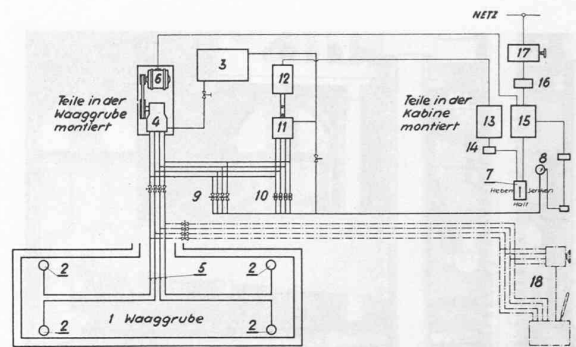 NETZ
17
6
3
12
16
Teile in der
Waaggrube
montiert
4
11
Teile in der
Kabine
montiert
13
15
14
8
7
Heben Senken
Halt
9
10
2
2
5
18
1 Waaggrube
2
2